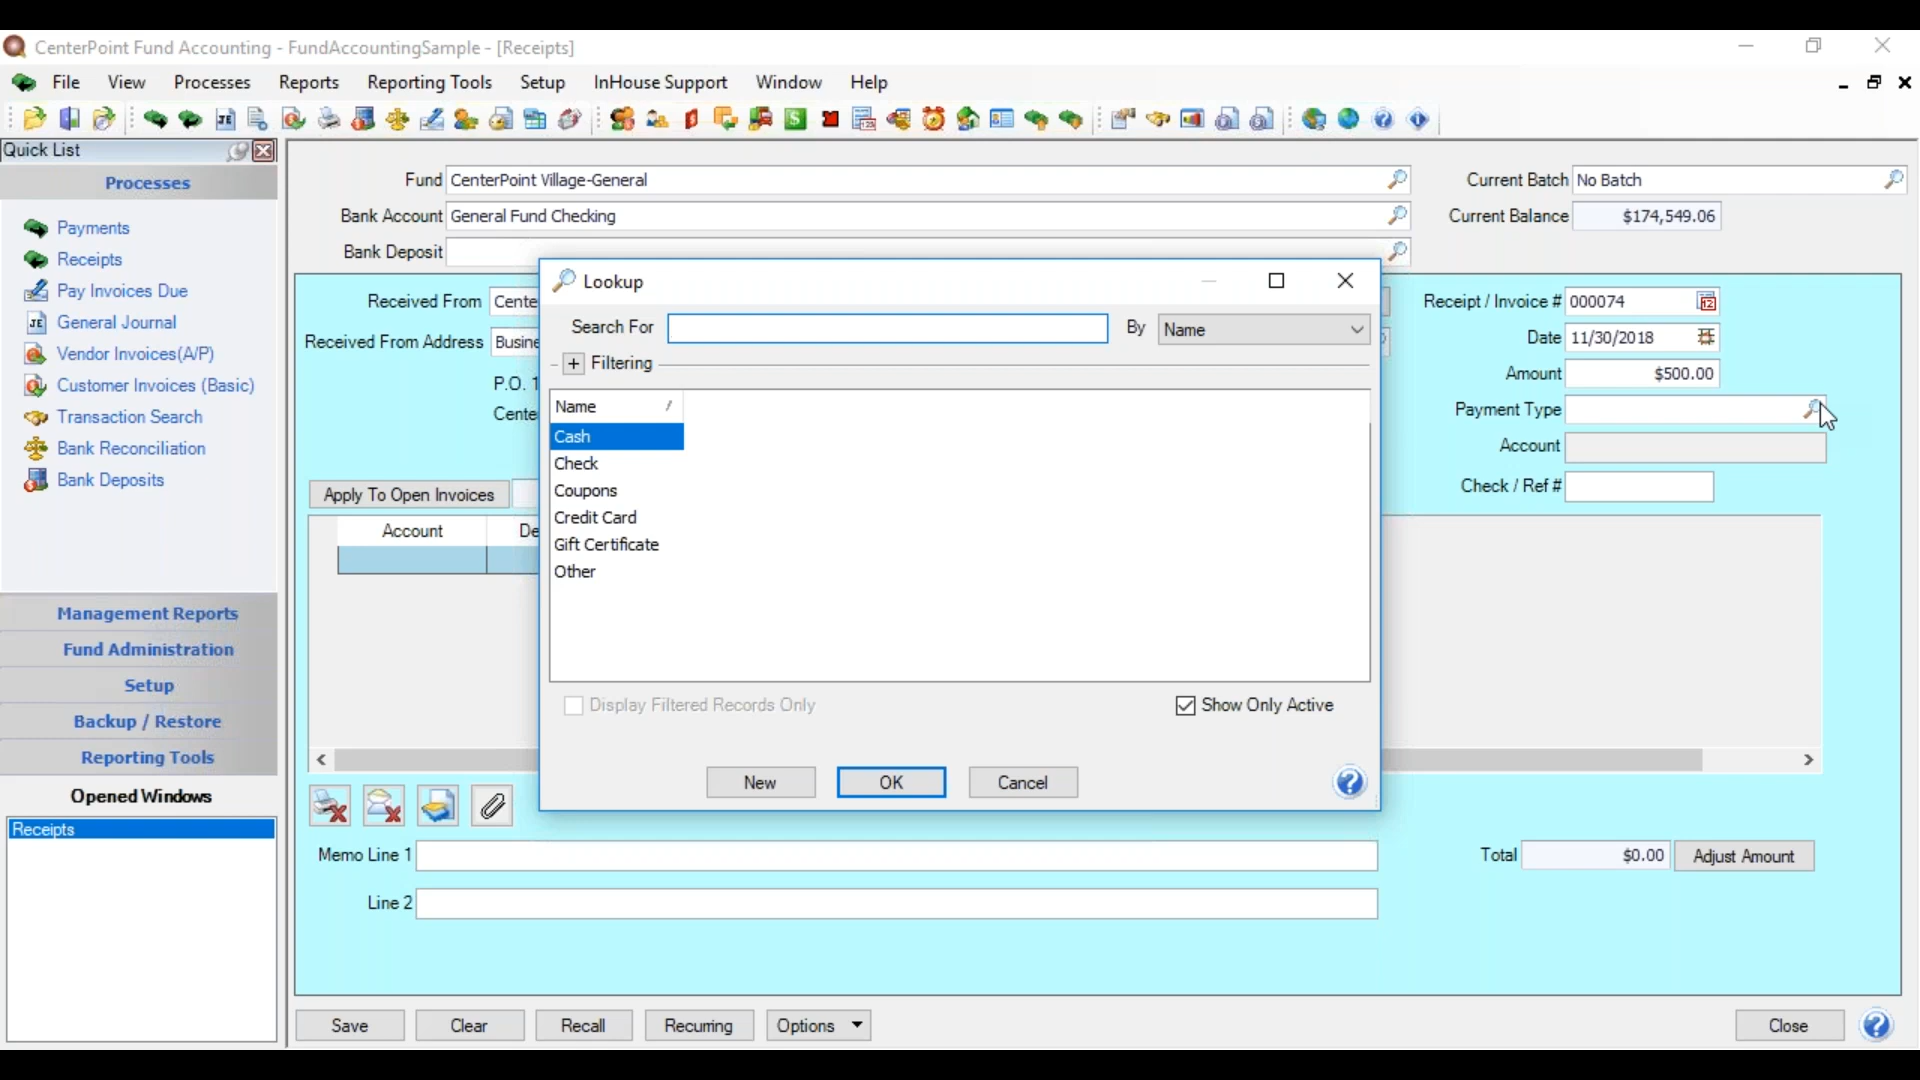 CenterPoint Fund Accounting - FundAccountingSample - [Receipts]
File View Processes Reports Reporting Tools Setup InHouse Support Window Help
Quick List
Processes
Payments
Receipts
Pay Invoices Due
General Journal
Vendor Invoices(A/P)
Customer Invoices (Basic)
Transaction Search
Bank Reconciliation
Bank Deposits
Management Reports
Fund Administration
Setup
Backup / Restore
Reporting Tools
Opened Windows
Receipts
Fund CenterPoint Village-General
Current Batch No Batch
Bank Account General Fund Checking
Current Balance $174,549.06
Bank Deposit
Received From Cente
Received From Address Busine
P.O. 1
Cente
Receipt / Invoice # 000074
Date 11/30/2018
Amount $500.00
Payment Type
Account
Check / Ref #
Apply To Open Invoices
Account De
Lookup
Search For By Name
+ Filtering
Name
Cash
Check
Coupons
Credit Card
Gift Certificate
Other
Display Filtered Records Only Show Only Active
New OK Cancel
Memo Line 1
Total $0.00 Adjust Amount
Line 2
Save Clear Recall Recurring Options Close